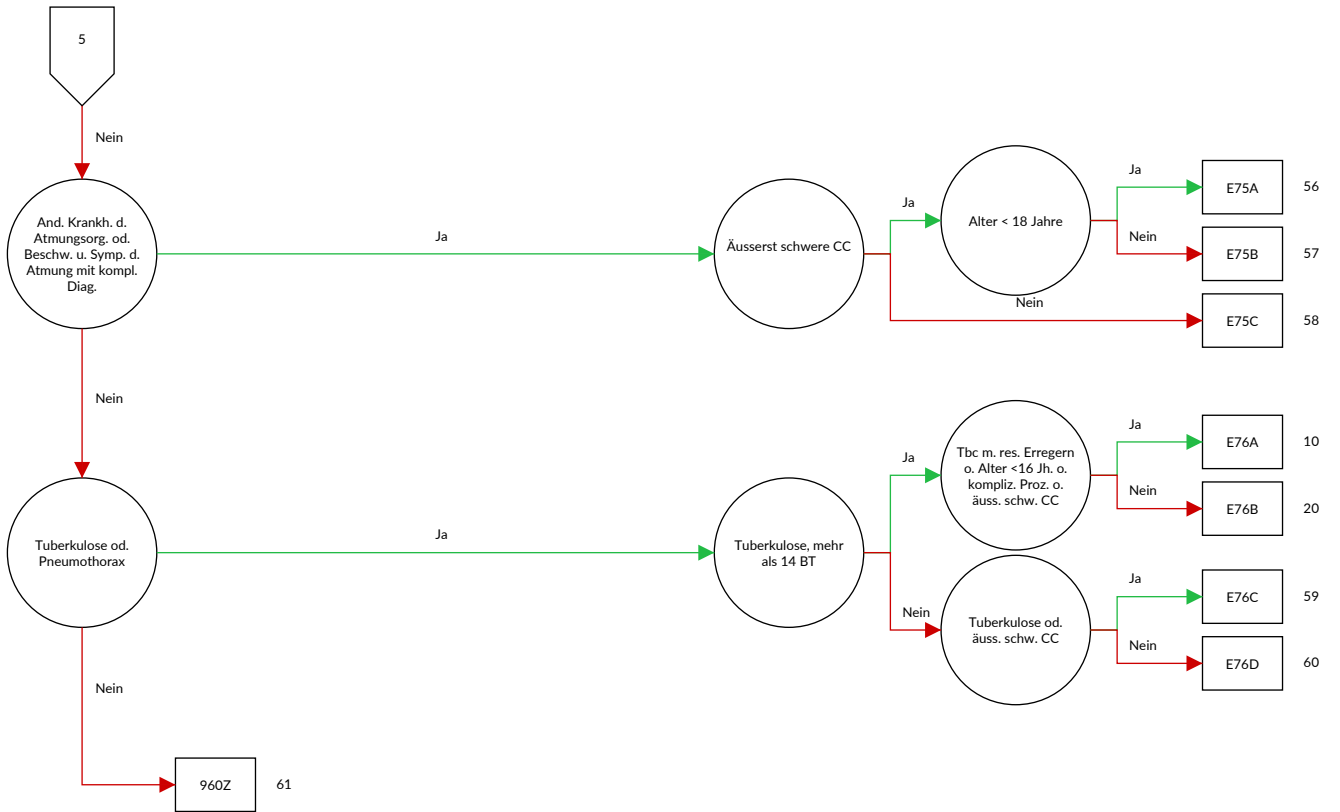 5
Nein
And. Krankh. d.
Atmungsorg. od.
Beschw. u. Symp. d.
Atmung mit kompl.
Diag.
Ja
Äusserst schwere CC
Ja
Alter < 18 Jahre
Ja
E75A
56
Nein
E75B
57
Nein
E75C
58
Nein
Tuberkulose od.
Pneumothorax
Ja
Tuberkulose, mehr
als 14 BT
Ja
Tbc m. res. Erregern
o. Alter <16 Jh. o.
kompliz. Proz. o.
äuss. schw. CC
Ja
E76A
10
Nein
E76B
20
Nein
Tuberkulose od.
äuss. schw. CC
Ja
E76C
59
Nein
E76D
60
Nein
960Z
61